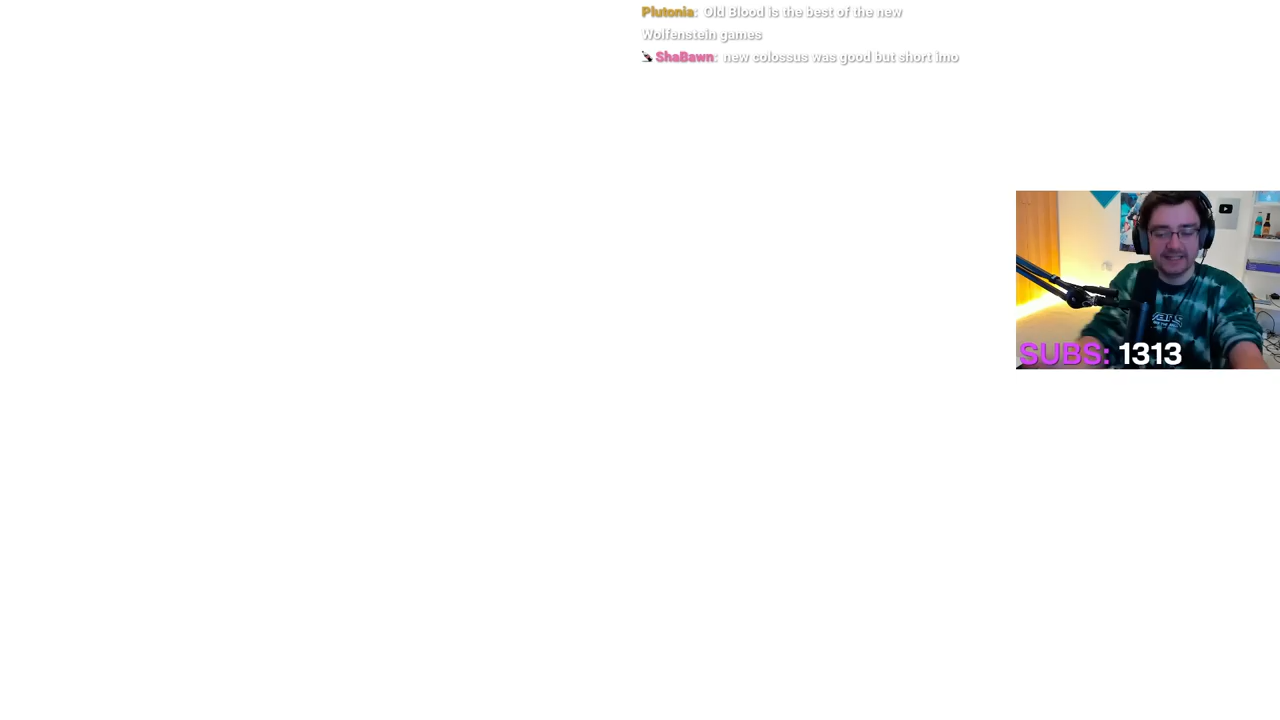 Plutonia: Old Blood is the best of the new
Wolfenstein games
ShaBawn: new colossus was good but short imo
SUBS: 1313